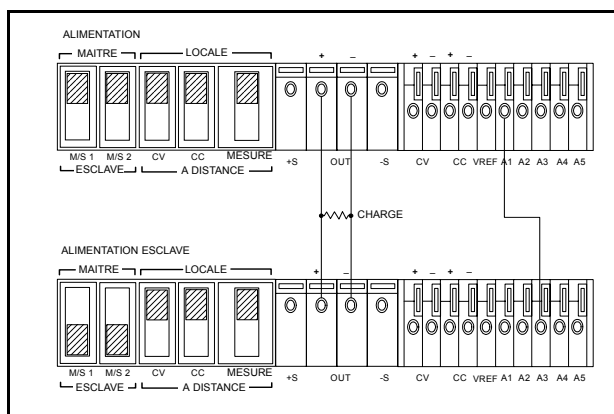 ALIMENTATION
MAITRE LOCALE
+ – + – + –
M/S 1 M/S 2 CV CC MESURE +S OUT -S CV CC VREF A1 A2 A3 A4 A5
ESCLAVE A DISTANCE
CHARGE
ALIMENTATION ESCLAVE
MAITRE LOCALE
+ – + – + –
M/S 1 M/S 2 CV CC MESURE +S OUT -S CV CC VREF A1 A2 A3 A4 A5
ESCLAVE A DISTANCE